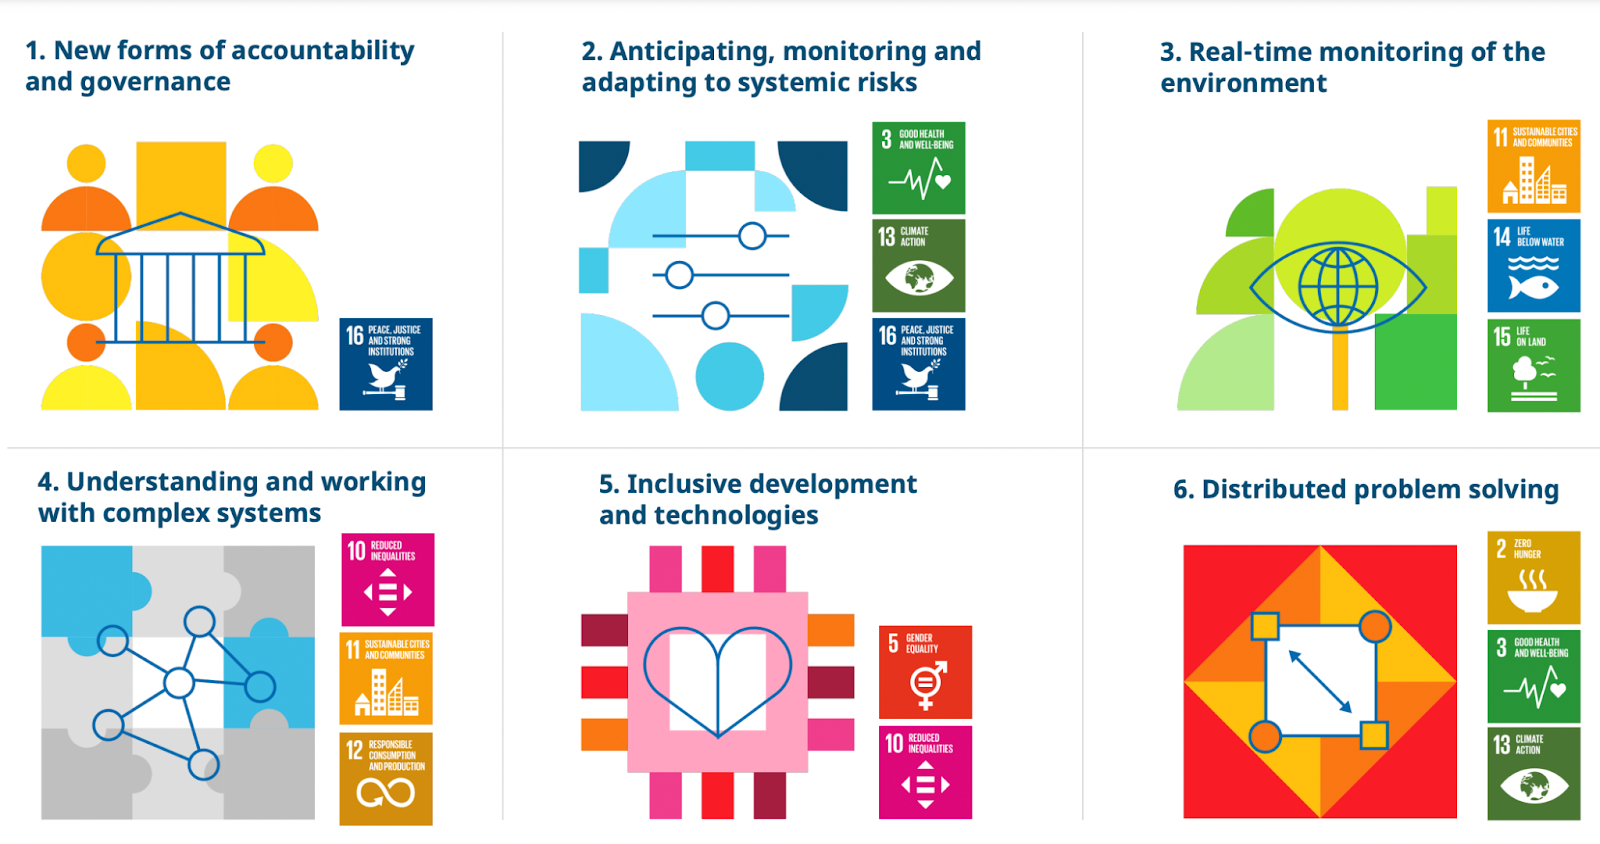 1. New forms of accountability
and governance
16 PEACE, JUSTICE
AND STRONG
INSTITUTIONS
2. Anticipating, monitoring and
adapting to systemic risks
3 GOOD HEALTH
AND WELL-BEING
13 CLIMATE
ACTION
16 PEACE, JUSTICE
AND STRONG
INSTITUTIONS
3. Real-time monitoring of the
environment
11 SUSTAINABLE CITIES
AND COMMUNITIES
14 LIFE
BELOW WATER
15 LIFE
ON LAND
4. Understanding and working
with complex systems
10 REDUCED
INEQUALITIES
11 SUSTAINABLE CITIES
AND COMMUNITIES
12 RESPONSIBLE
CONSUMPTION
AND PRODUCTION
5. Inclusive development
and technologies
5 GENDER
EQUALITY
10 REDUCED
INEQUALITIES
6. Distributed problem solving
2 ZERO
HUNGER
3 GOOD HEALTH
AND WELL-BEING
13 CLIMATE
ACTION